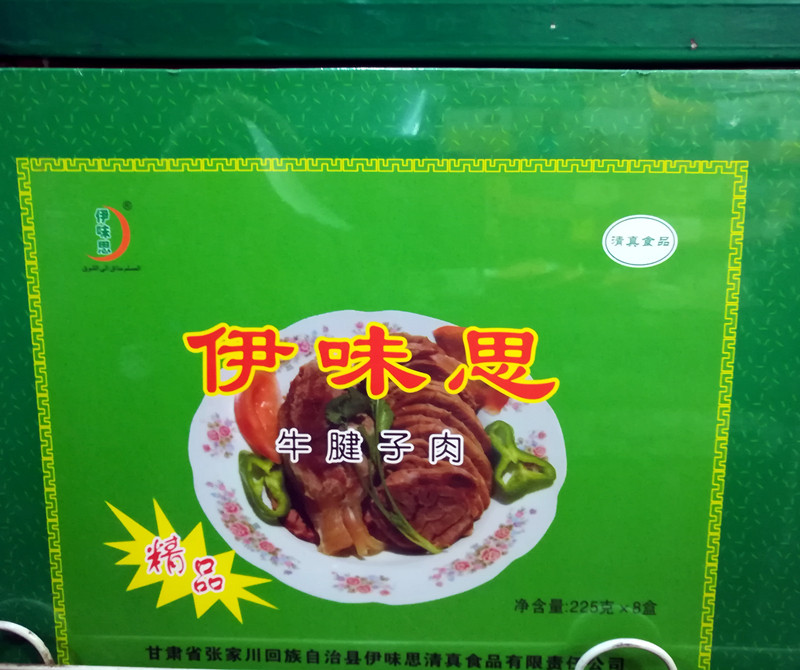 伊味思®
清真食品
伊味思
牛腱子肉
精品
净含量:225克×8盒
甘肃省张家川回族自治县伊味思清真食品有限责任公司